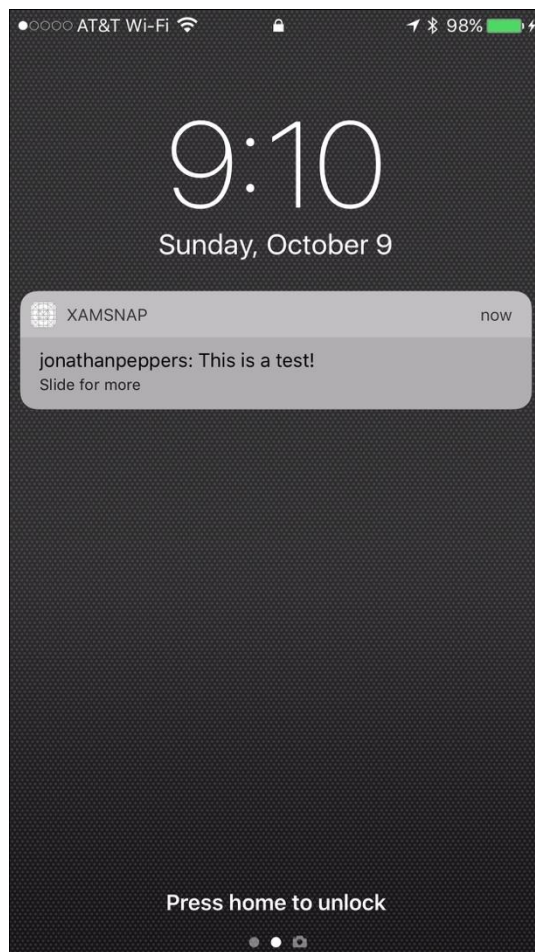 AT&T Wi-Fi 98%
9:10
Sunday, October 9
XAMSNAP now
jonathanpeppers: This is a test!
Slide for more
Press home to unlock